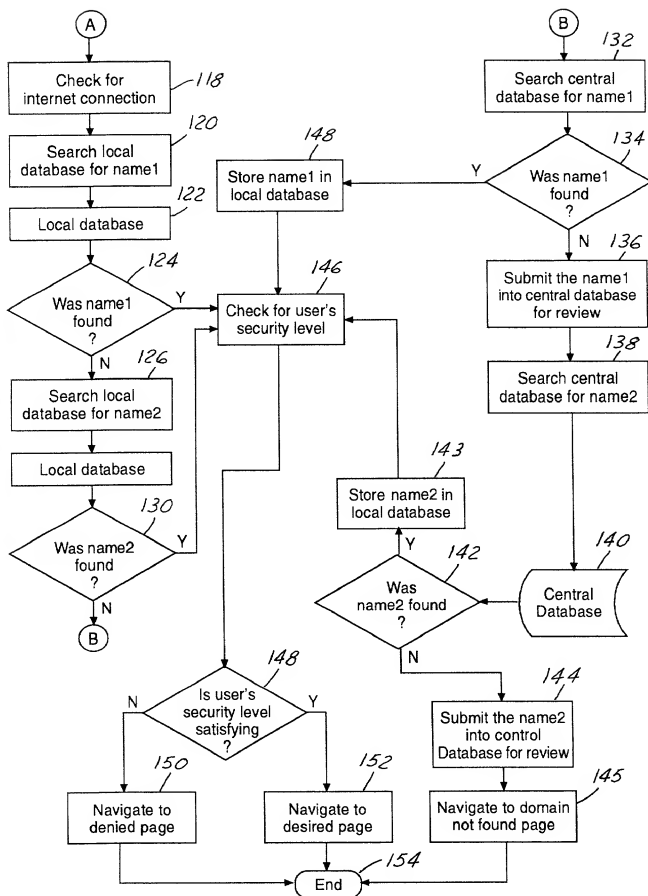 A
Check for
internet connection
118
Search local
database for name1
120
Local database
122
Was name1
found
?
124
Y
N
Search local
database for name2
126
Local database
Was name2
found
?
130
Y
N
B
Store name1 in
local database
148
Check for user's
security level
146
Is user's
security level
satisfying
?
148
N
Y
Navigate to
denied page
150
Navigate to
desired page
152
End
154
B
Search central
database for name1
132
Was name1
found
?
134
Y
N
Submit the name1
into central database
for review
136
Search central
database for name2
138
Central
Database
140
Was
name2 found
?
142
Y
N
Store name2 in
local database
143
Submit the name2
into control
Database for review
144
Navigate to domain
not found page
145